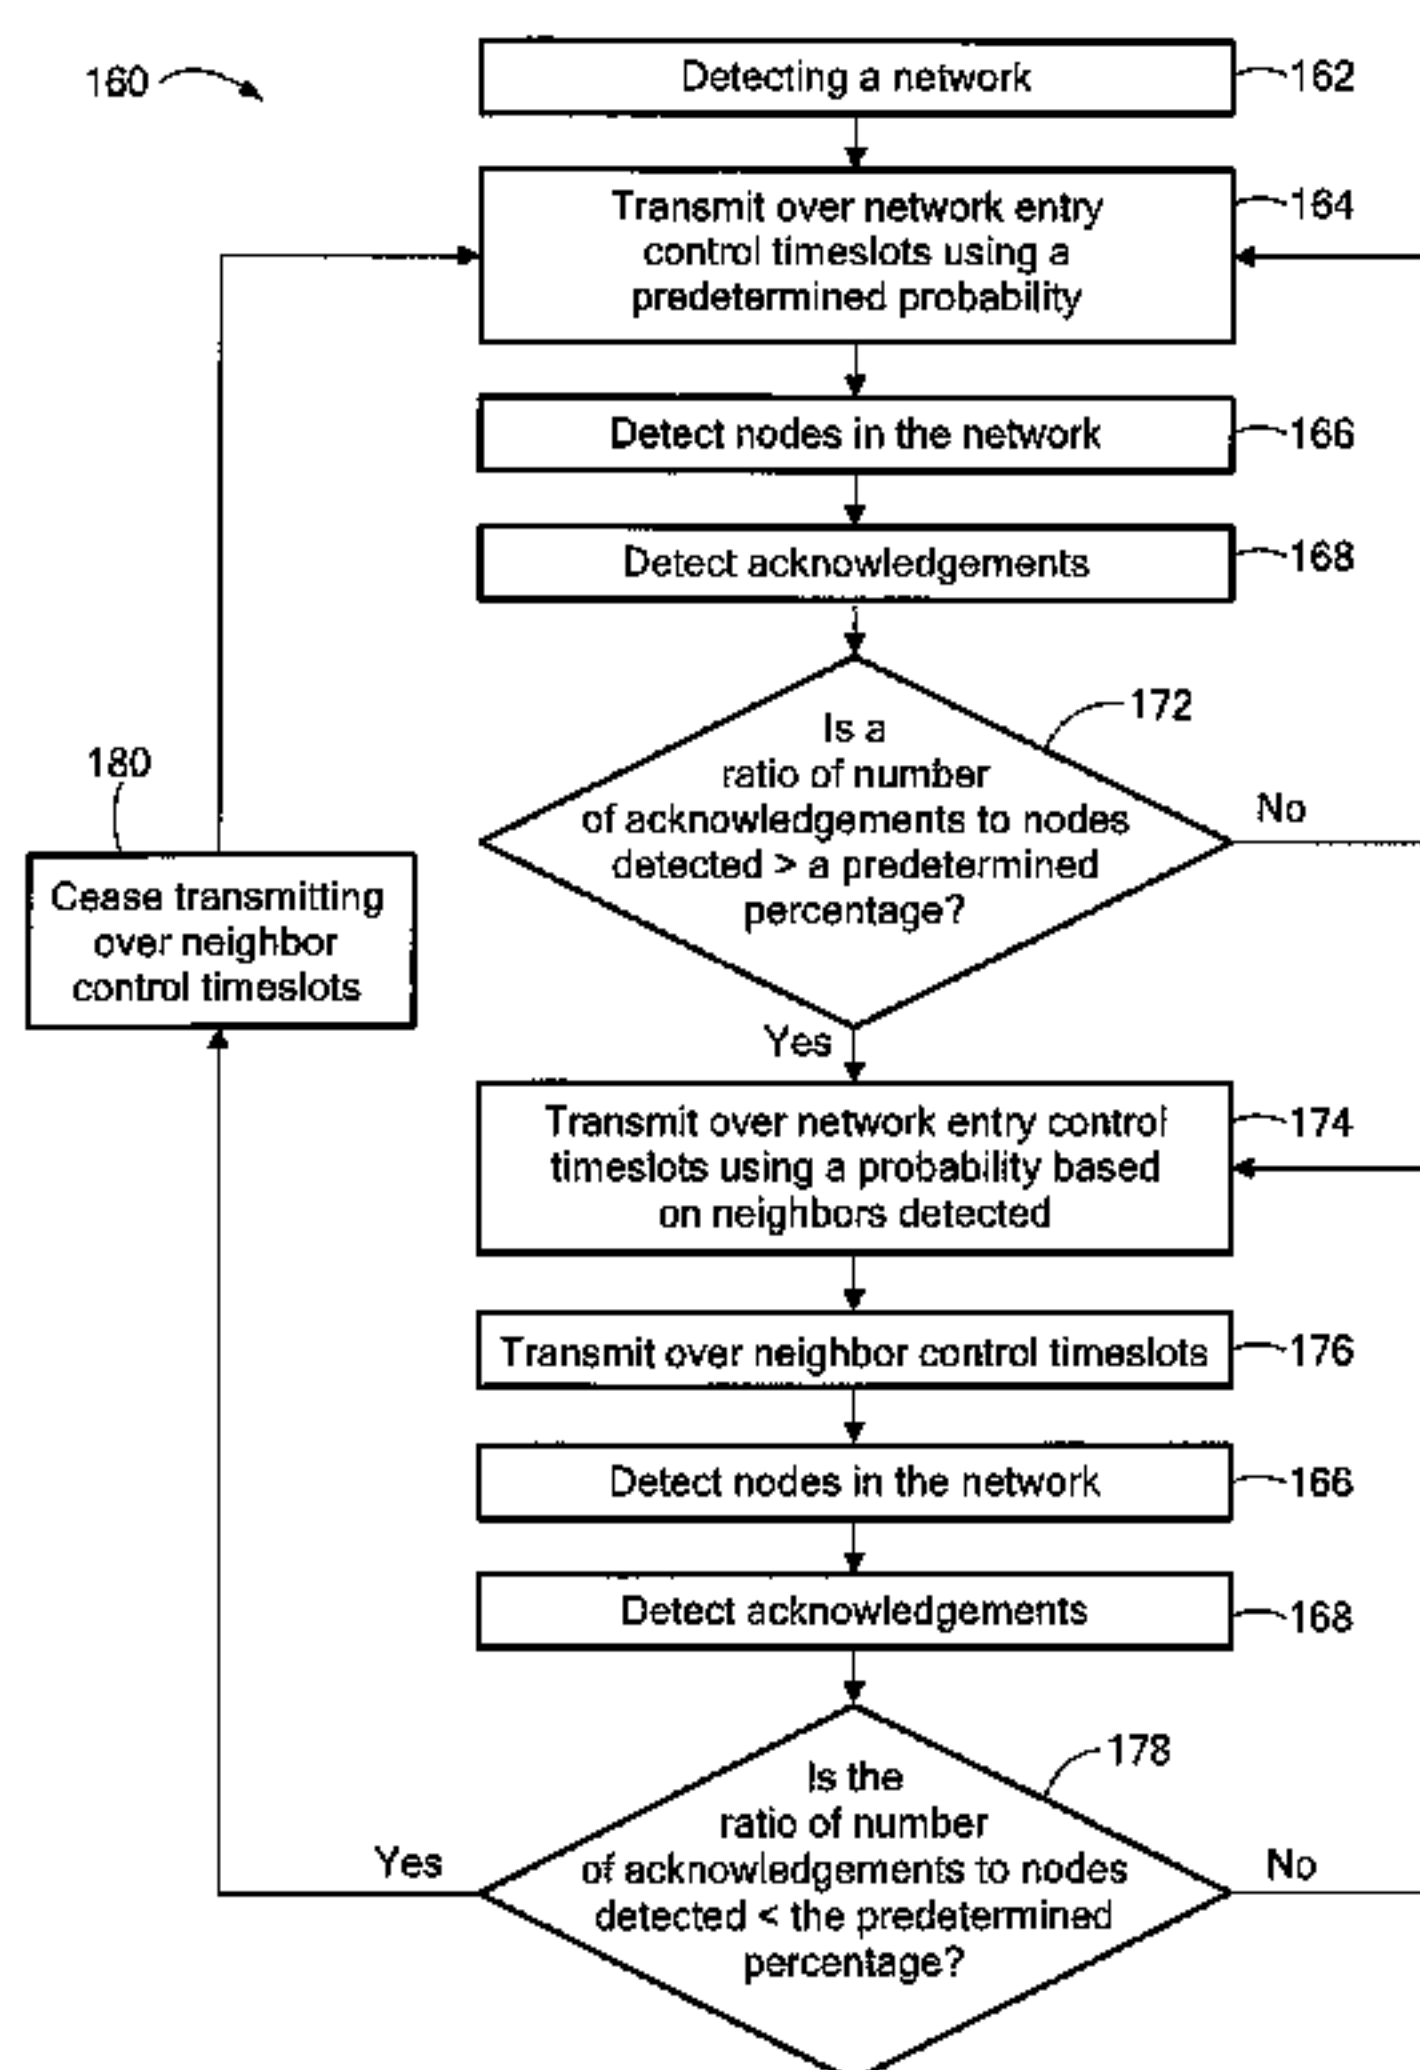 160
Detecting a network
162
Transmit over network entry
control timeslots using a
predetermined probability
164
Detect nodes in the network
166
Detect acknowledgements
168
Is a
ratio of number
of acknowledgements to nodes
detected > a predetermined
percentage?
172
No
Yes
180
Cease transmitting
over neighbor
control timeslots
Transmit over network entry control
timeslots using a probability based
on neighbors detected
174
Transmit over neighbor control timeslots
176
Detect nodes in the network
166
Detect acknowledgements
168
Is the
ratio of number
of acknowledgements to nodes
detected < the predetermined
percentage?
178
Yes
No